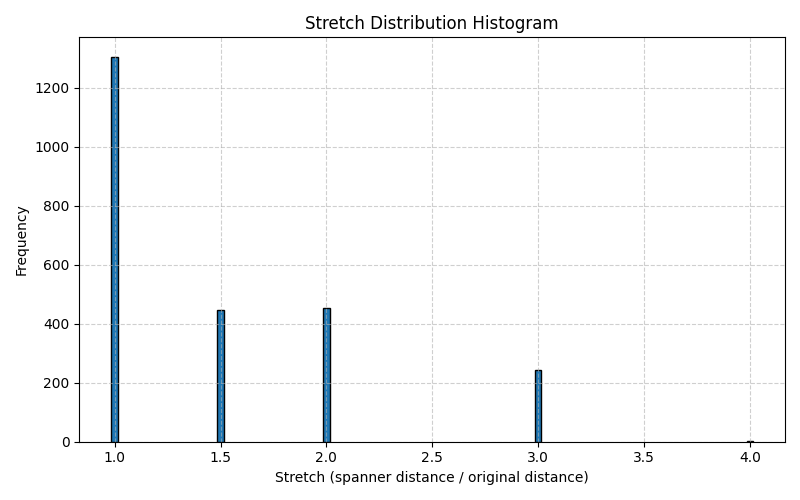 Stretch Distribution Histogram
Frequency
1200
1000
800
600
400
200
0
1.0 1.5 2.0 2.5 3.0 3.5 4.0
Stretch (spanner distance / original distance)